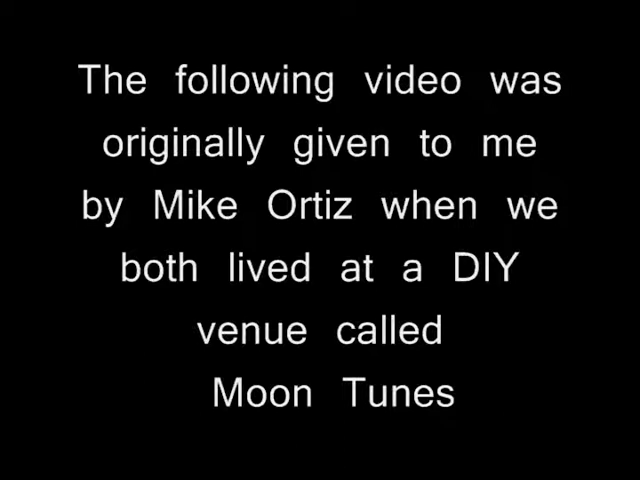 The following video was
originally given to me
by Mike Ortiz when we
both lived at a DIY
venue called
Moon Tunes